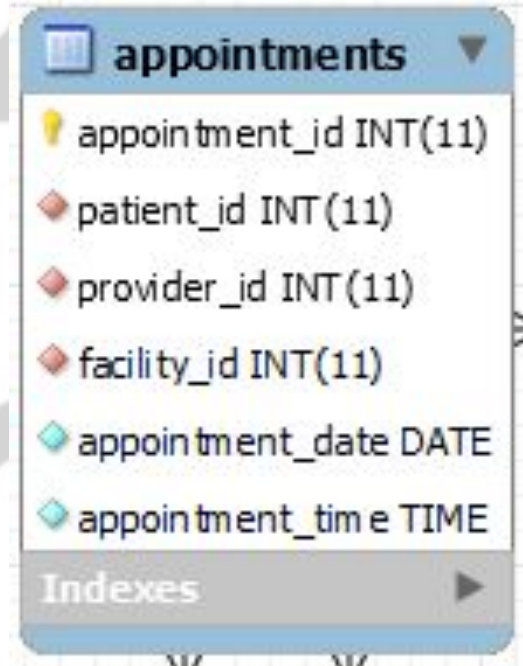 appointments
appointment_id INT(11)
patient_id INT(11)
provider_id INT(11)
facility_id INT(11)
appointment_date DATE
appointment_time TIME
Indexes